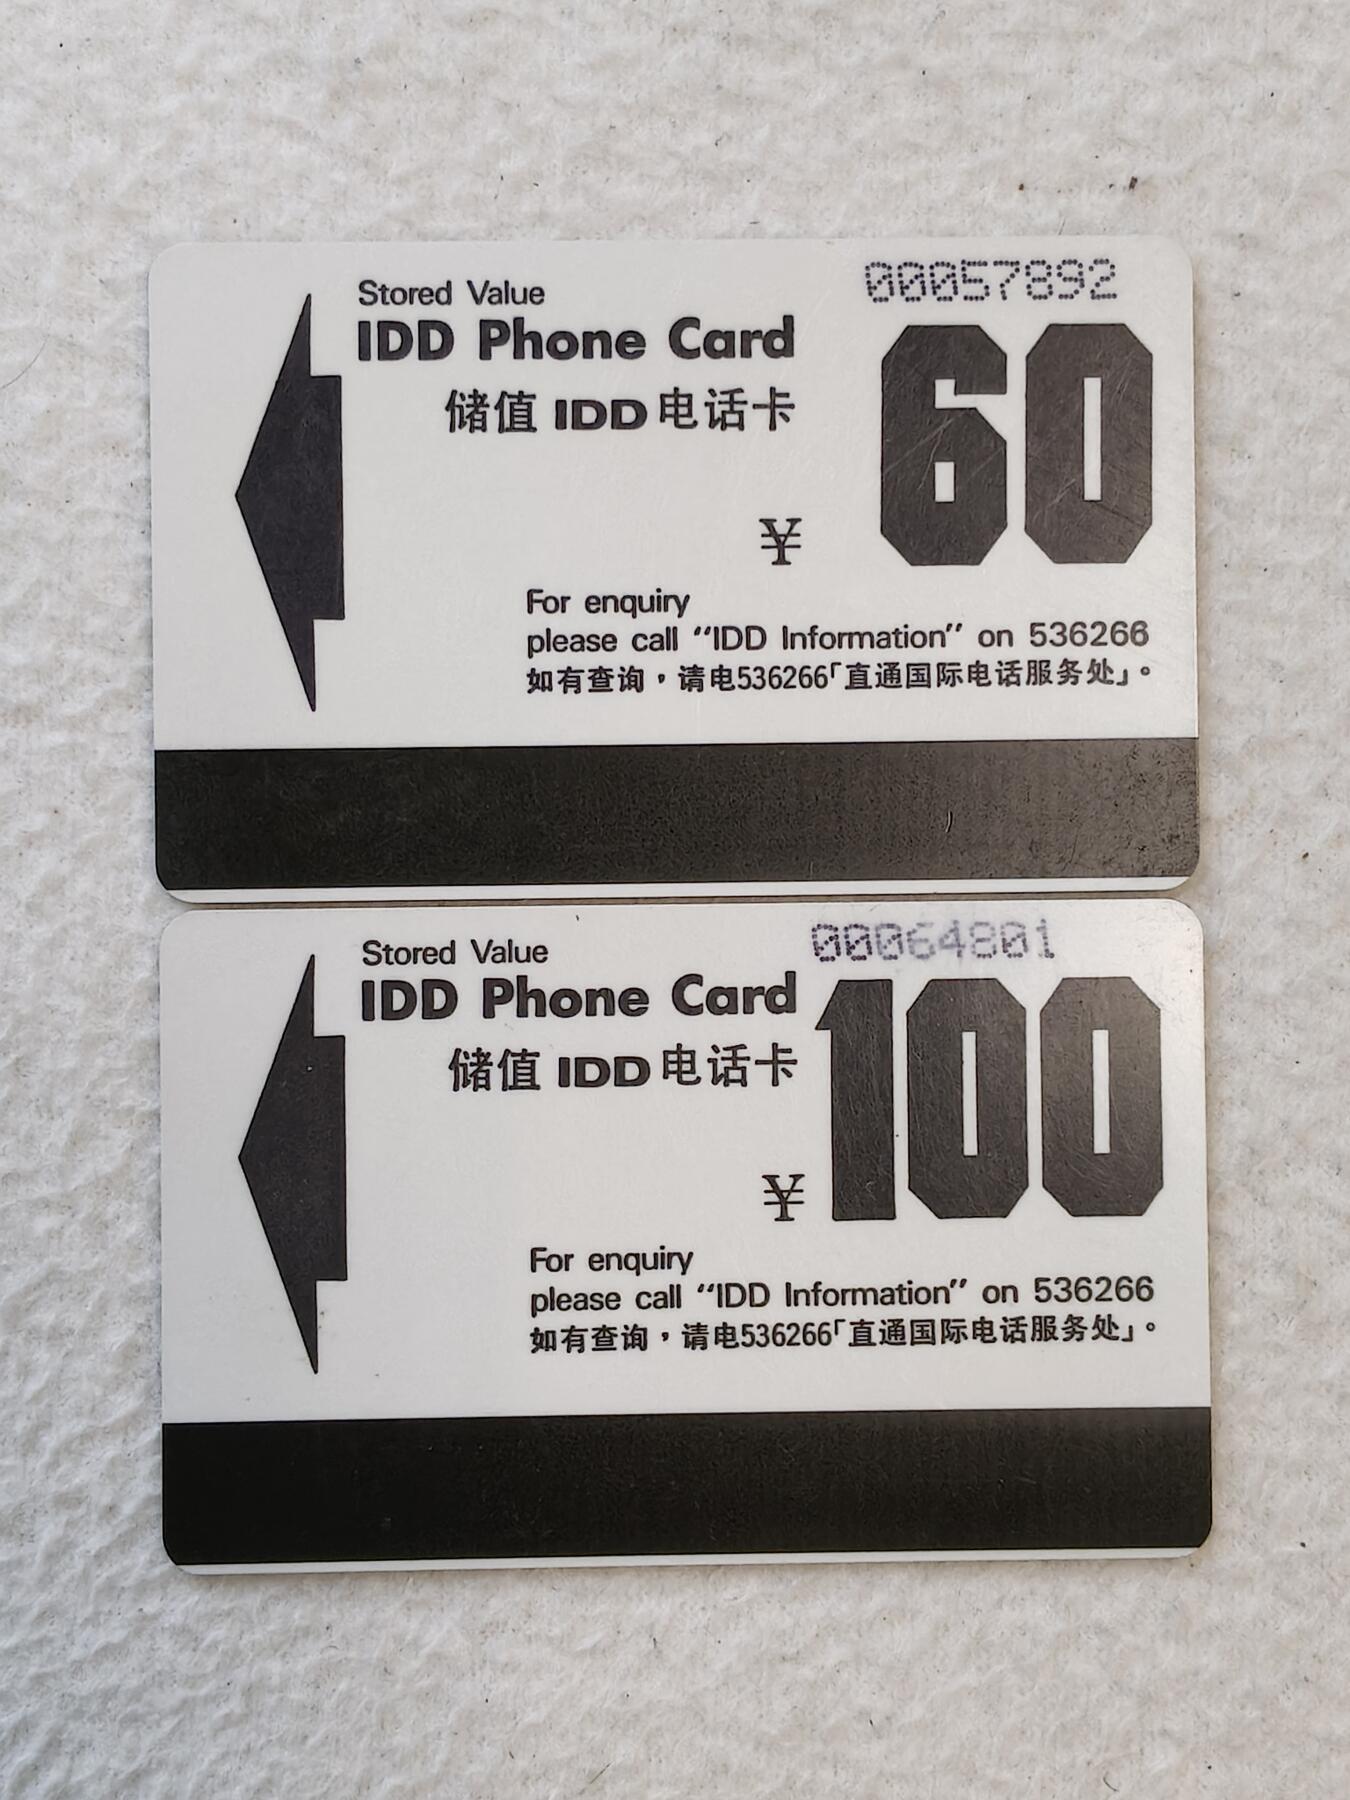 00057892
Stored Value
IDD Phone Card
储值 IDD 电话卡
¥ 60
For enquiry
please call “IDD Information” on 536266
如有查询，请电536266「直通国际电话服务处」。
00064801
Stored Value
IDD Phone Card
储值 IDD 电话卡
¥ 100
For enquiry
please call “IDD Information” on 536266
如有查询，请电536266「直通国际电话服务处」。